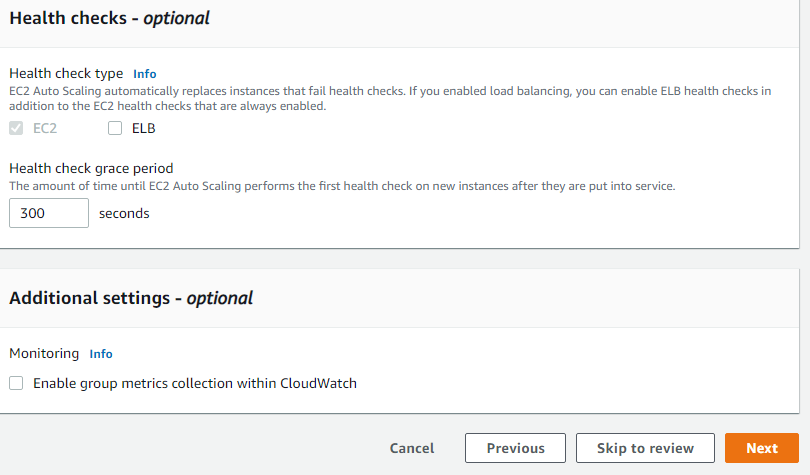 Health checks - optional
Health check type Info
EC2 Auto Scaling automatically replaces instances that fail health checks. If you enabled load balancing, you can enable ELB health checks in
addition to the EC2 health checks that are always enabled.
EC2 ELB
Health check grace period
The amount of time until EC2 Auto Scaling performs the first health check on new instances after they are put into service.
300 seconds
Additional settings - optional
Monitoring Info
Enable group metrics collection within CloudWatch
Cancel Previous Skip to review Next